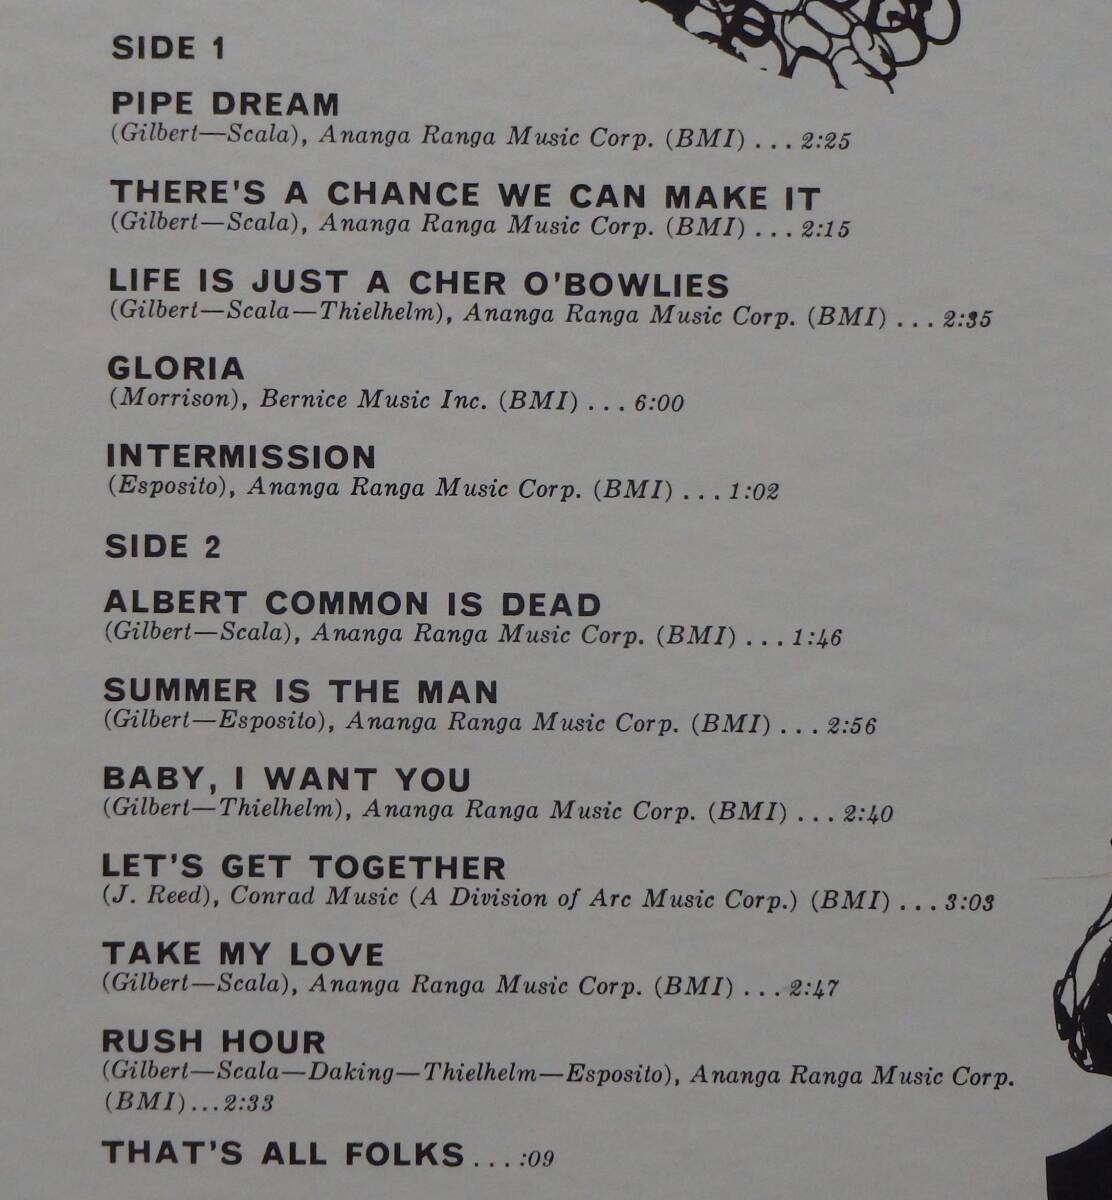 SIDE 1
PIPE DREAM
(Gilbert—Scala), Ananga Ranga Music Corp. (BMI) ... 2:25
THERE'S A CHANCE WE CAN MAKE IT
(Gilbert—Scala), Ananga Ranga Music Corp. (BMI) ... 2:15
LIFE IS JUST A CHER O'BOWLIES
(Gilbert—Scala—Thielhelm), Ananga Ranga Music Corp. (BMI) ... 2:35
GLORIA
(Morrison), Bernice Music Inc. (BMI) ... 6:00
INTERMISSION
(Esposito), Ananga Ranga Music Corp. (BMI) ... 1:02
SIDE 2
ALBERT COMMON IS DEAD
(Gilbert—Scala), Ananga Ranga Music Corp. (BMI) ... 1:46
SUMMER IS THE MAN
(Gilbert—Esposito), Ananga Ranga Music Corp. (BMI) ... 2:56
BABY, I WANT YOU
(Gilbert—Thielhelm), Ananga Ranga Music Corp. (BMI) ... 2:40
LET'S GET TOGETHER
(J. Reed), Conrad Music (A Division of Arc Music Corp.) (BMI) ... 3:03
TAKE MY LOVE
(Gilbert—Scala), Ananga Ranga Music Corp. (BMI) ... 2:47
RUSH HOUR
(Gilbert—Scala—Daking—Thielhelm—Esposito), Ananga Ranga Music Corp.
(BMI)...2:33
THAT'S ALL FOLKS....:09